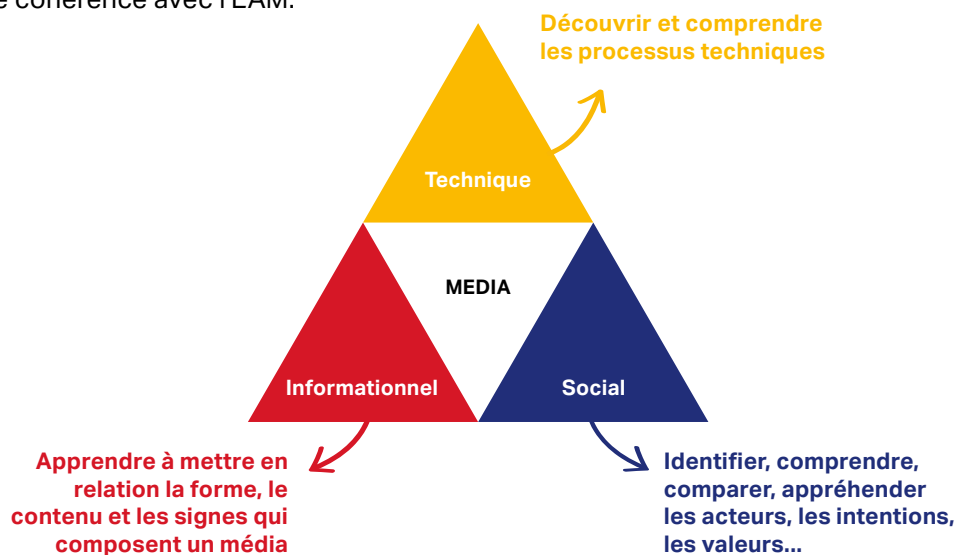 cohérence avec l'EAM.
Découvrir et comprendre
les processus techniques
Technique
MEDIA
Informationnel
Social
Apprendre à mettre en
relation la forme, le
contenu et les signes qui
composent un média
Identifier, comprendre,
comparer, appréhender
les acteurs, les intentions,
les valeurs...